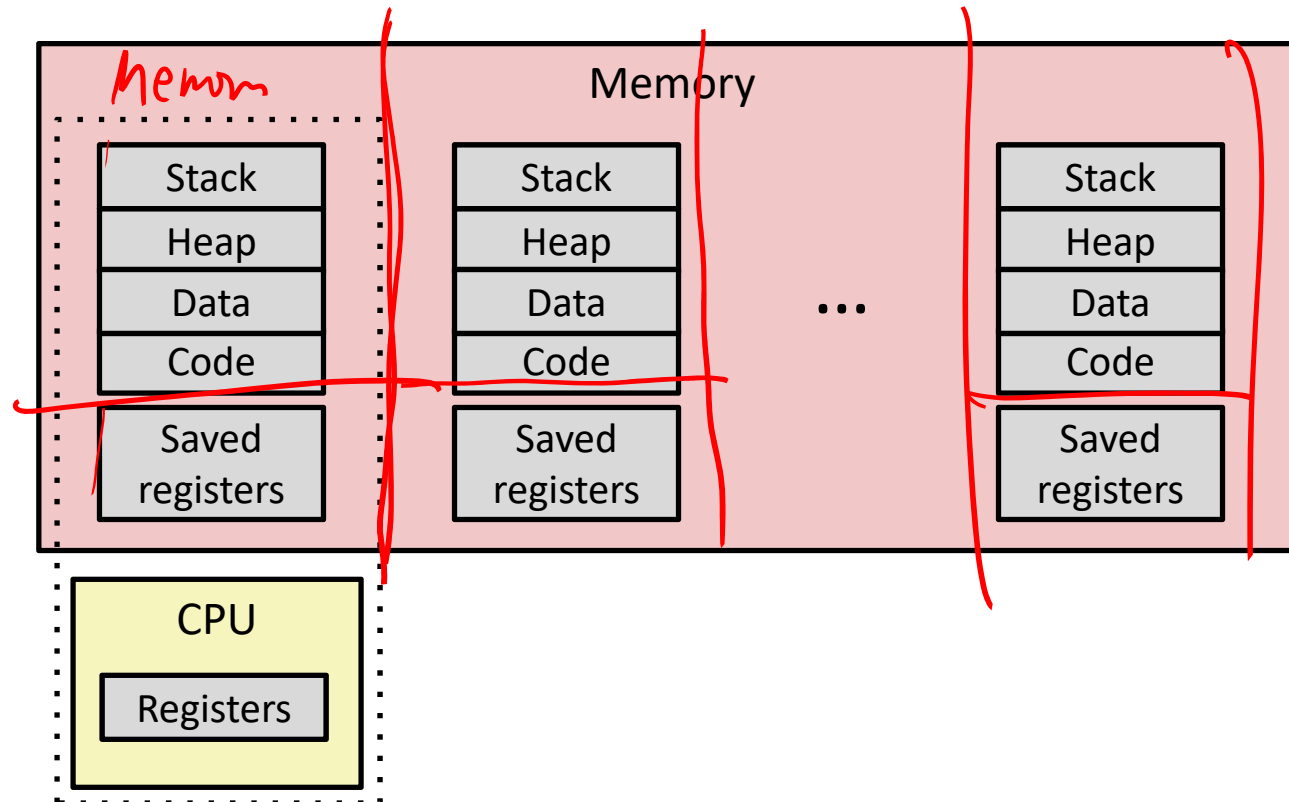 Memory
Stack
Heap
Data
Code
Saved
registers
Stack
Heap
Data
Code
Saved
registers
...
Stack
Heap
Data
Code
Saved
registers
CPU
Registers